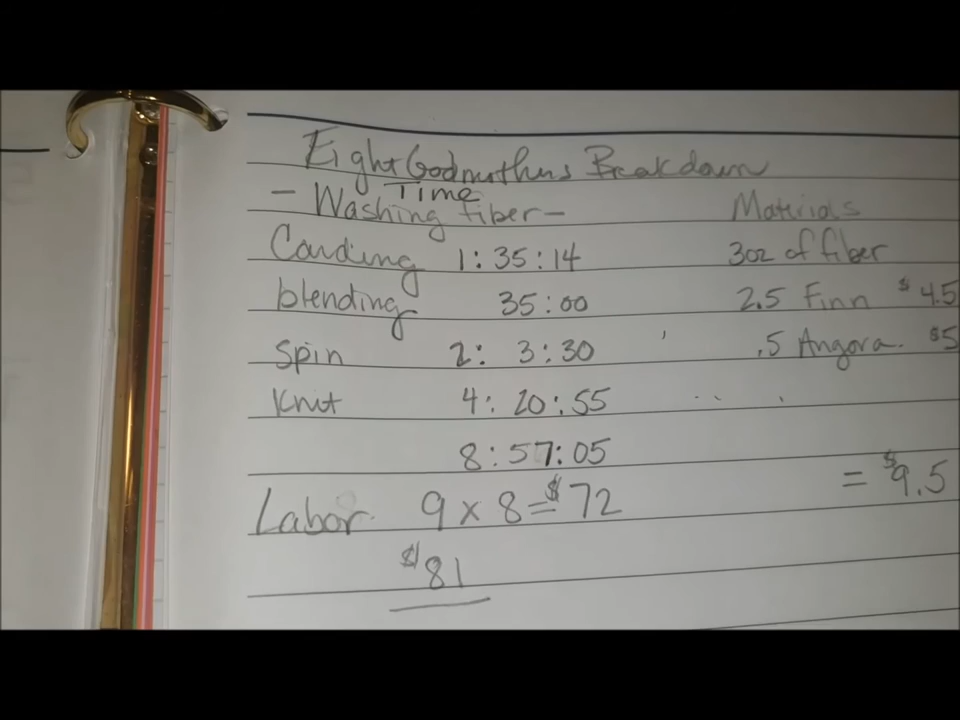 Eight Godmothers Breakdown
Time
- Washing fiber -
Materials
Carding 1:35:14
3oz of fiber
blending 35:00
2.5 Finn $4.5
Spin 2: 3:30
.5 Angora. $5
Knit 4:20:55
8:57:05
= $9.5
Labor. 9 x 8 = $72
$81